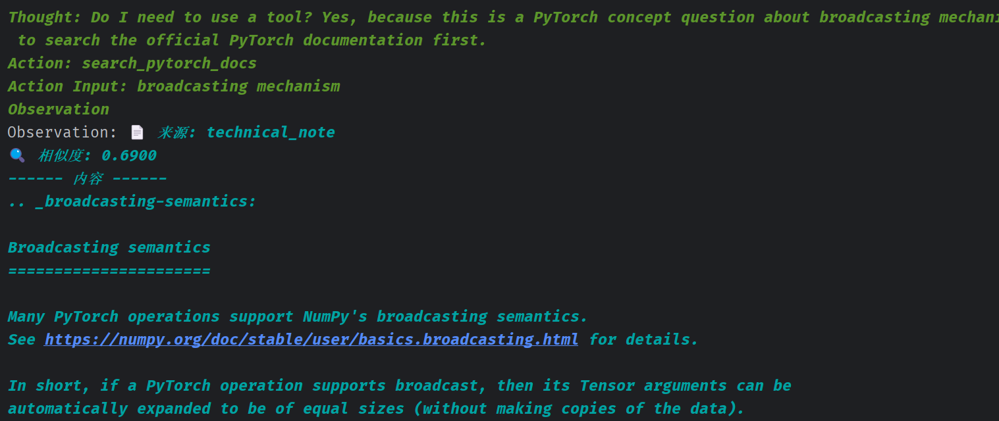 Thought: Do I need to use a tool? Yes, because this is a PyTorch concept question about broadcasting
to search the official PyTorch documentation first.
Action: search_pytorch_docs
Action Input: broadcasting mechanism
Observation
Observation: 📄 来源: technical_note
🔍 相似度: 0.6900
------ 内容 ------
.. _broadcasting-semantics:
Broadcasting semantics
======================
Many PyTorch operations support NumPy's broadcasting semantics.
See https://numpy.org/doc/stable/user/basics.broadcasting.html for details.
In short, if a PyTorch operation supports broadcast, then its Tensor arguments can be
automatically expanded to be of equal sizes (without making copies of the data).